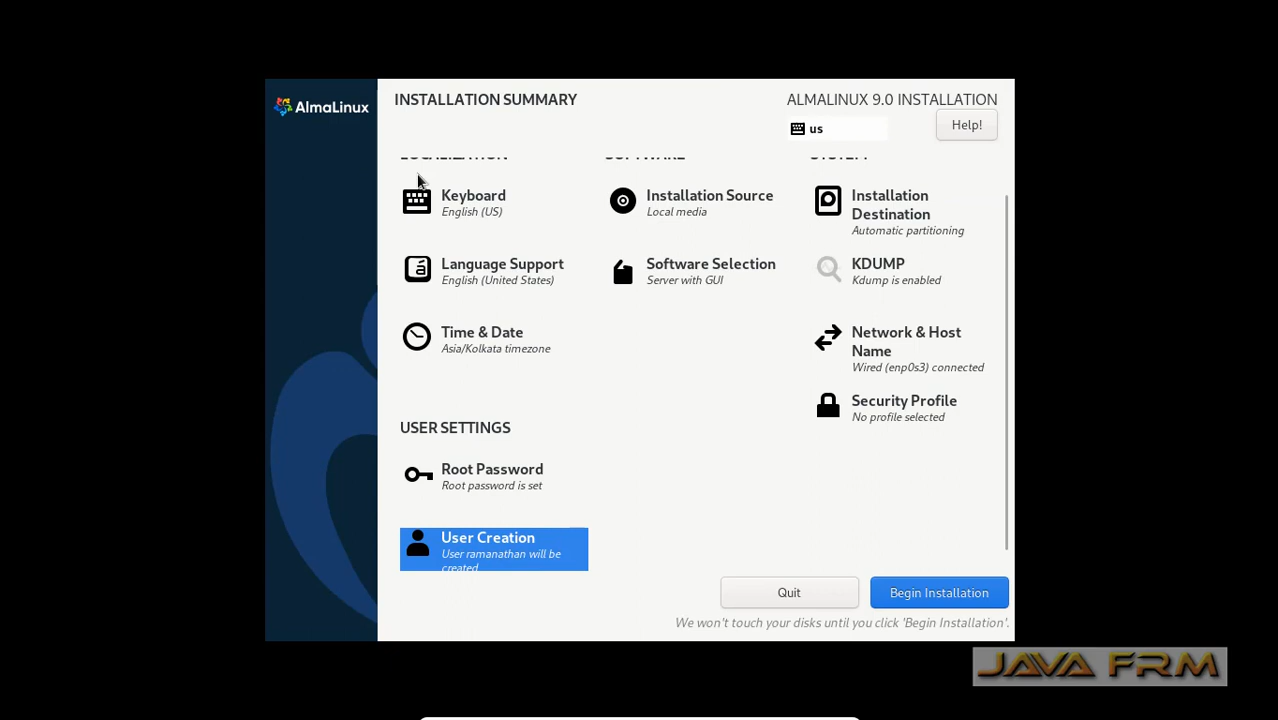 AlmaLinux
INSTALLATION SUMMARY
ALMALINUX 9.0 INSTALLATION
us
Help!
LOCALIZATION
SOFTWARE
SYSTEM
Keyboard
English (US)
Language Support
English (United States)
Time & Date
Asia/Kolkata timezone
Installation Source
Local media
Software Selection
Server with GUI
Installation
Destination
Automatic partitioning
KDUMP
Kdump is enabled
Network & Host
Name
Wired (enp0s3) connected
Security Profile
No profile selected
USER SETTINGS
Root Password
Root password is set
User Creation
User ramanathan will be
created
Quit
Begin Installation
We won't touch your disks until you click 'Begin Installation'.
JAVA FRM